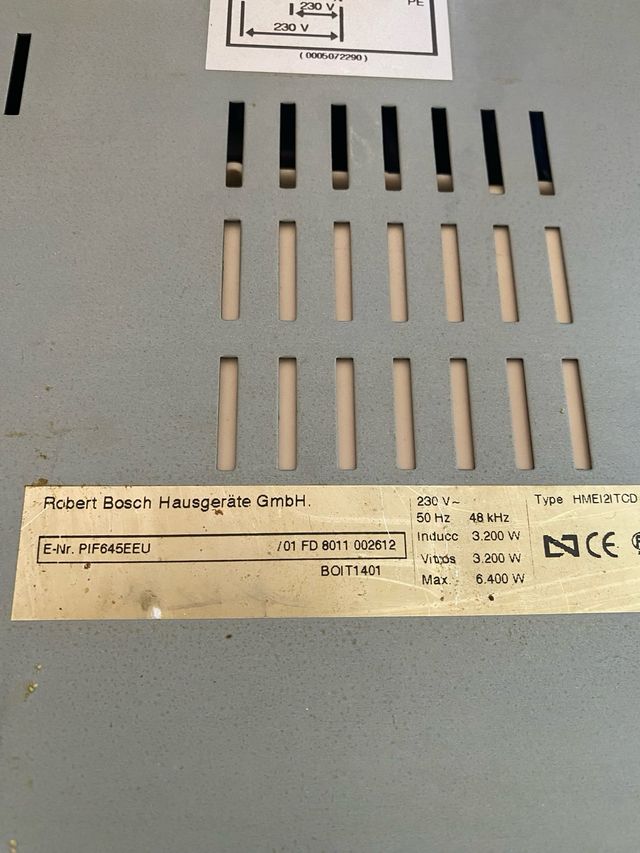 230 V
PE
230 V
(0005072290)
Robert Bosch Hausgeräte GmbH.
E-Nr. PIF645EEU /01 FD 8011 002612
BOIT1401
230 V~
50 Hz 48 kHz
Inducc 3.200 W
Vitros 3.200 W
Max. 6.400 W
Type HMEI2ITCD
N CE